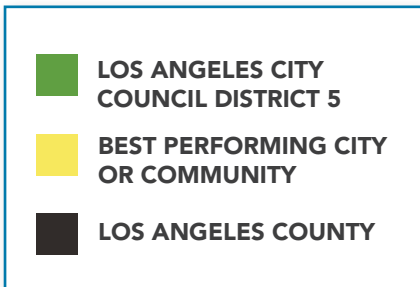 LOS ANGELES CITY
COUNCIL DISTRICT 5
BEST PERFORMING CITY
OR COMMUNITY
LOS ANGELES COUNTY